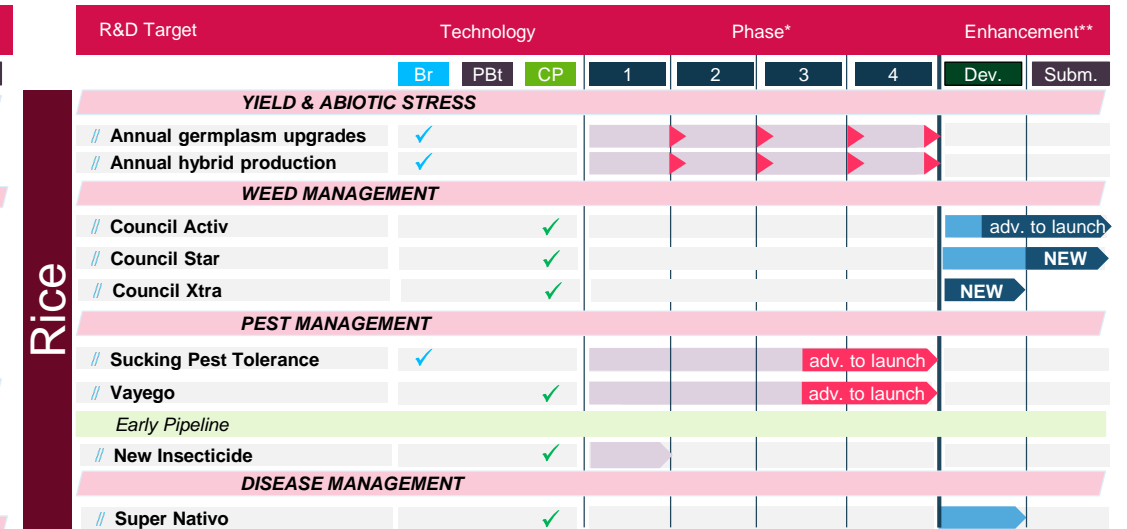 R&D Target Technology Phase* Enhancement**
Br PBt CP 1 2 3 4 Dev. Subm.
Rice
YIELD & ABIOTIC STRESS
// Annual germplasm upgrades ✓
// Annual hybrid production ✓
WEED MANAGEMENT
// Council Activ ✓ adv. to launch
// Council Star ✓ NEW
// Council Xtra ✓ NEW
PEST MANAGEMENT
// Sucking Pest Tolerance ✓ adv. to launch
// Vayego ✓ adv. to launch
Early Pipeline
// New Insecticide ✓
DISEASE MANAGEMENT
// Super Nativo ✓